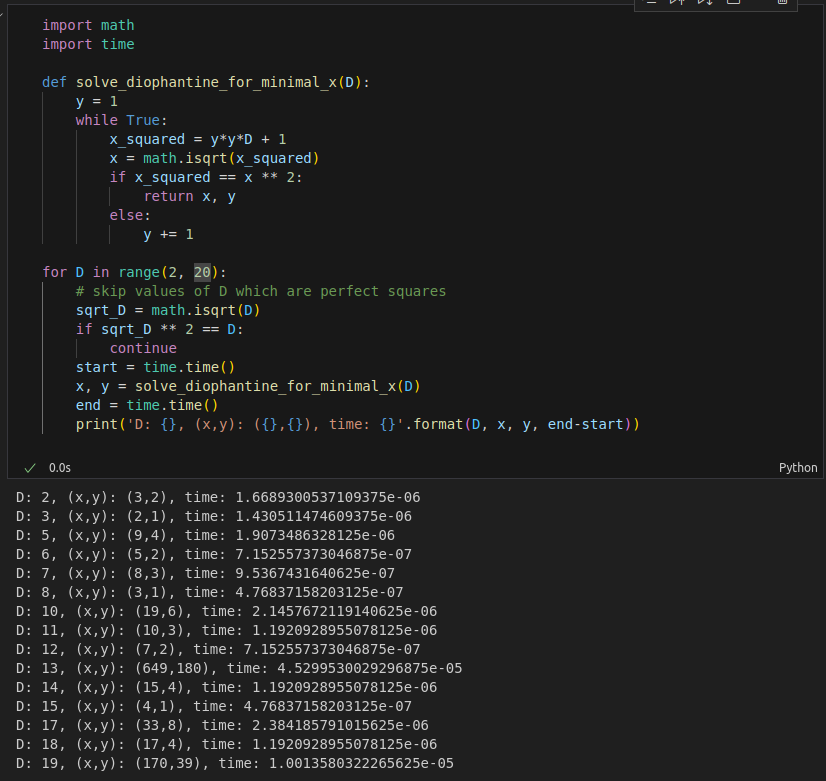 import math
import time
def solve_diophantine_for_minimal_x(D):
y = 1
while True:
x_squared = y*y*D + 1
x = math.isqrt(x_squared)
if x_squared == x ** 2:
return x, y
else:
y += 1
for D in range(2, 20):
# skip values of D which are perfect squares
sqrt_D = math.isqrt(D)
if sqrt_D ** 2 == D:
continue
start = time.time()
x, y = solve_diophantine_for_minimal_x(D)
end = time.time()
print('D: {}, (x,y): ({},{}), time: {}'.format(D, x, y, end-start))
0.0s
Python
D: 2, (x,y): (3,2), time: 1.6689300537109375e-06
D: 3, (x,y): (2,1), time: 1.430511474609375e-06
D: 5, (x,y): (9,4), time: 1.9073486328125e-06
D: 6, (x,y): (5,2), time: 7.152557373046875e-07
D: 7, (x,y): (8,3), time: 9.5367431640625e-07
D: 8, (x,y): (3,1), time: 4.76837158203125e-07
D: 10, (x,y): (19,6), time: 2.1457672119140625e-06
D: 11, (x,y): (10,3), time: 1.1920928955078125e-06
D: 12, (x,y): (7,2), time: 7.152557373046875e-07
D: 13, (x,y): (649,180), time: 4.5299530029296875e-05
D: 14, (x,y): (15,4), time: 1.1920928955078125e-06
D: 15, (x,y): (4,1), time: 4.76837158203125e-07
D: 17, (x,y): (33,8), time: 2.384185791015625e-06
D: 18, (x,y): (17,4), time: 1.1920928955078125e-06
D: 19, (x,y): (170,39), time: 1.0013580322265625e-05